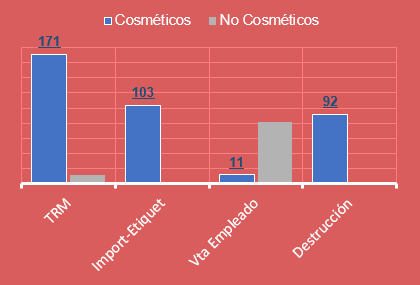 Cosméticos No Cosméticos
171
103
11
92
TRM
Import-Etiquet
Vta Empleado
Destrucción